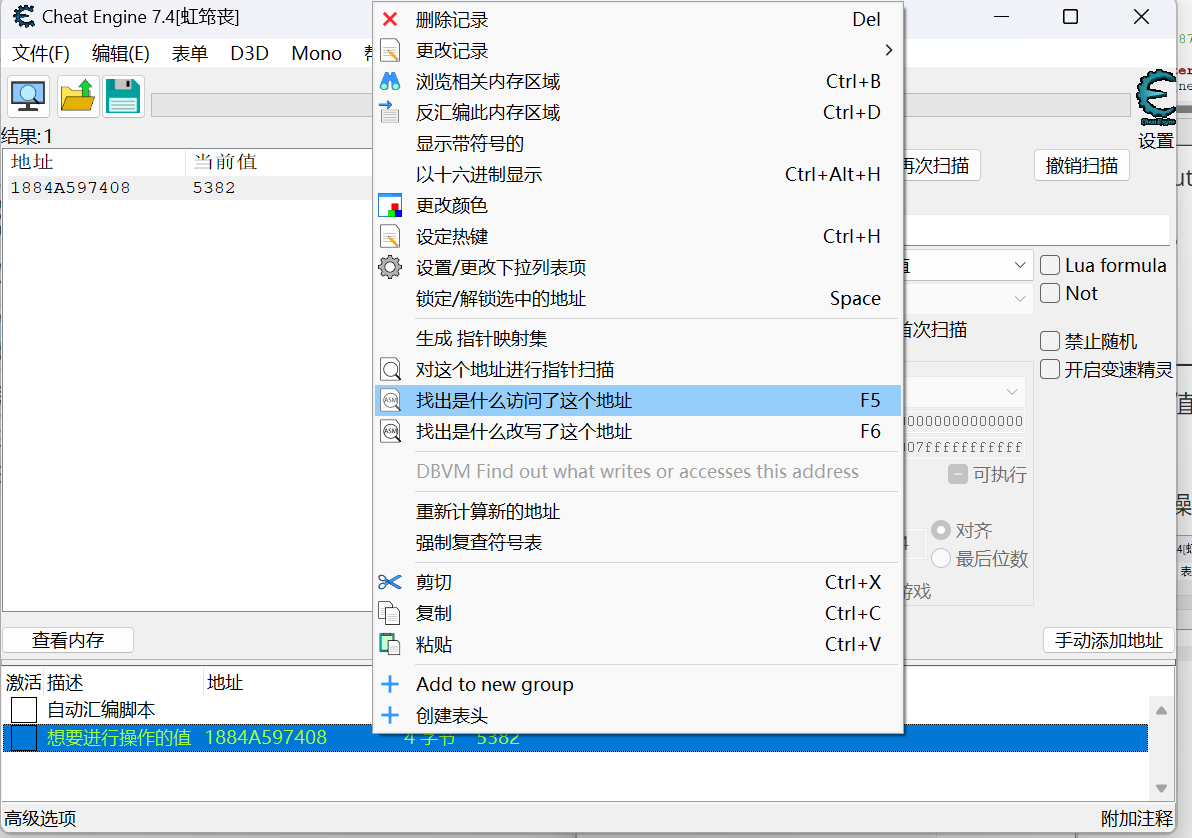 Cheat Engine 7.4[虹筇丧]
文件(F) 编辑(E) 表单 D3D Mono
结果:1
地址 当前值
1884A597408 5382
删除记录 Del
更改记录
浏览相关内存区域 Ctrl+B
反汇编此内存区域 Ctrl+D
显示带符号的
以十六进制显示 Ctrl+Alt+H
更改颜色
设定热键 Ctrl+H
设置/更改下拉列表项
锁定/解锁选中的地址 Space
生成 指针映射集
对这个地址进行指针扫描
找出是什么访问了这个地址 F5
找出是什么改写了这个地址 F6
DBVM Find out what writes or accesses this address
重新计算新的地址
强制复查符号表
剪切 Ctrl+X
复制 Ctrl+C
粘贴 Ctrl+V
Add to new group
创建表头
设置
再次扫描 撤销扫描
Lua formula
Not
首次扫描
禁止随机
开启变速精灵
0000000000000
007fffffffffff
可执行
对齐
最后位数
游戏
查看内存 手动添加地址
激活 描述 地址
自动汇编脚本
想要进行操作的值 1884A597408 4 字节 5382
高级选项 附加注释